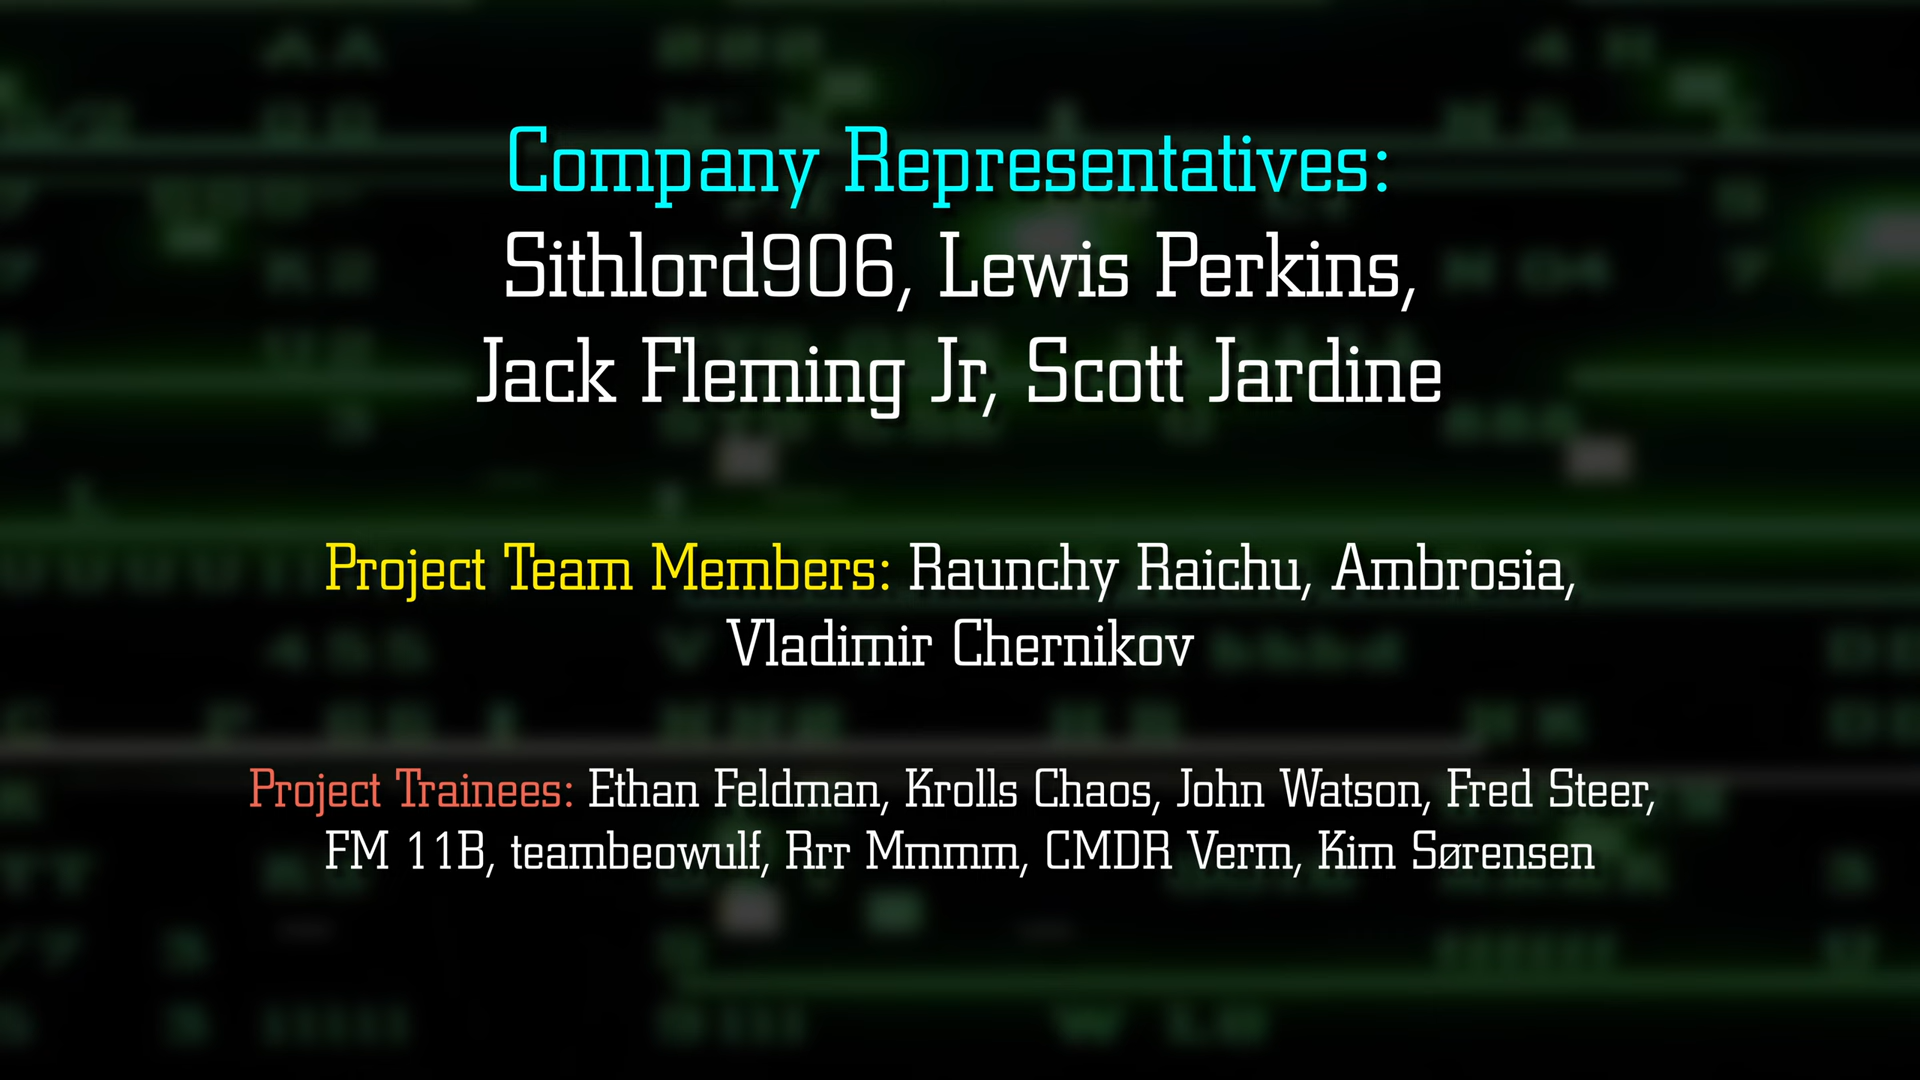 Company Representatives:
Sithlord906, Lewis Perkins,
Jack Fleming Jr, Scott Jardine
Project Team Members: Raunchy Raichu, Ambrosia,
Vladimir Chernikov
Project Trainees: Ethan Feldman, Krolls Chaos, John Watson, Fred Steer,
FM 11B, teambeowulf, Rrr Mmmm, CMDR Verm, Kim Sørensen